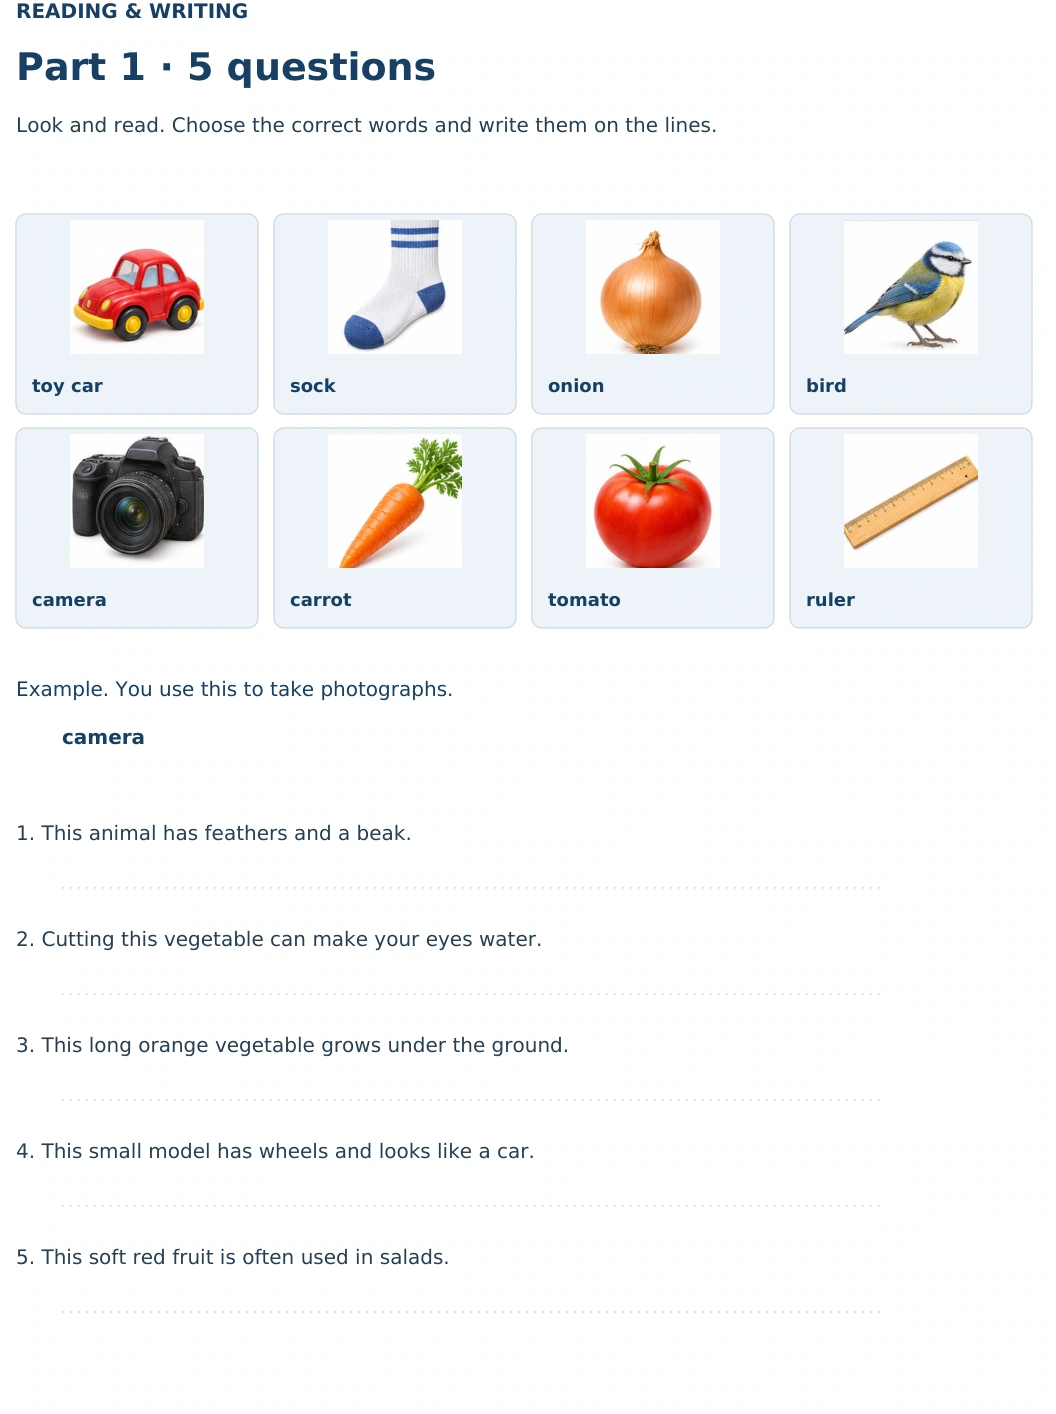 READING & WRITING
Part 1 · 5 questions
Look and read. Choose the correct words and write them on the lines.
toy car
sock
onion
bird
camera
carrot
tomato
ruler
Example. You use this to take photographs.
camera
1. This animal has feathers and a beak.
2. Cutting this vegetable can make your eyes water.
3. This long orange vegetable grows under the ground.
4. This small model has wheels and looks like a car.
5. This soft red fruit is often used in salads.